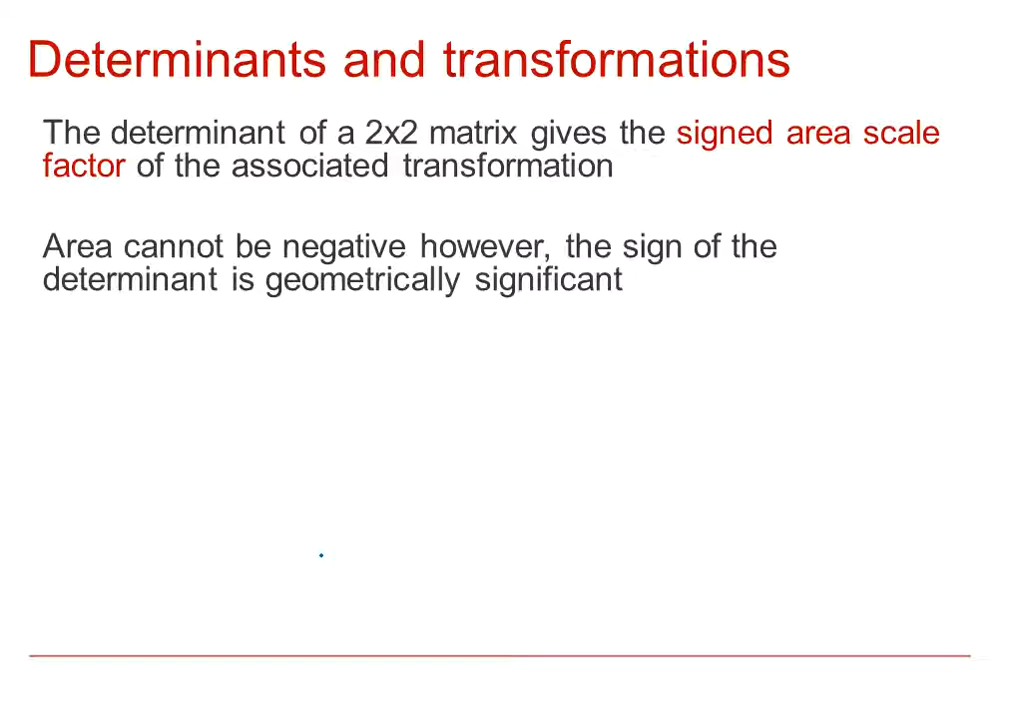 Determinants and transformations
The determinant of a 2x2 matrix gives the signed area scale
factor of the associated transformation
Area cannot be negative however, the sign of the
determinant is geometrically significant